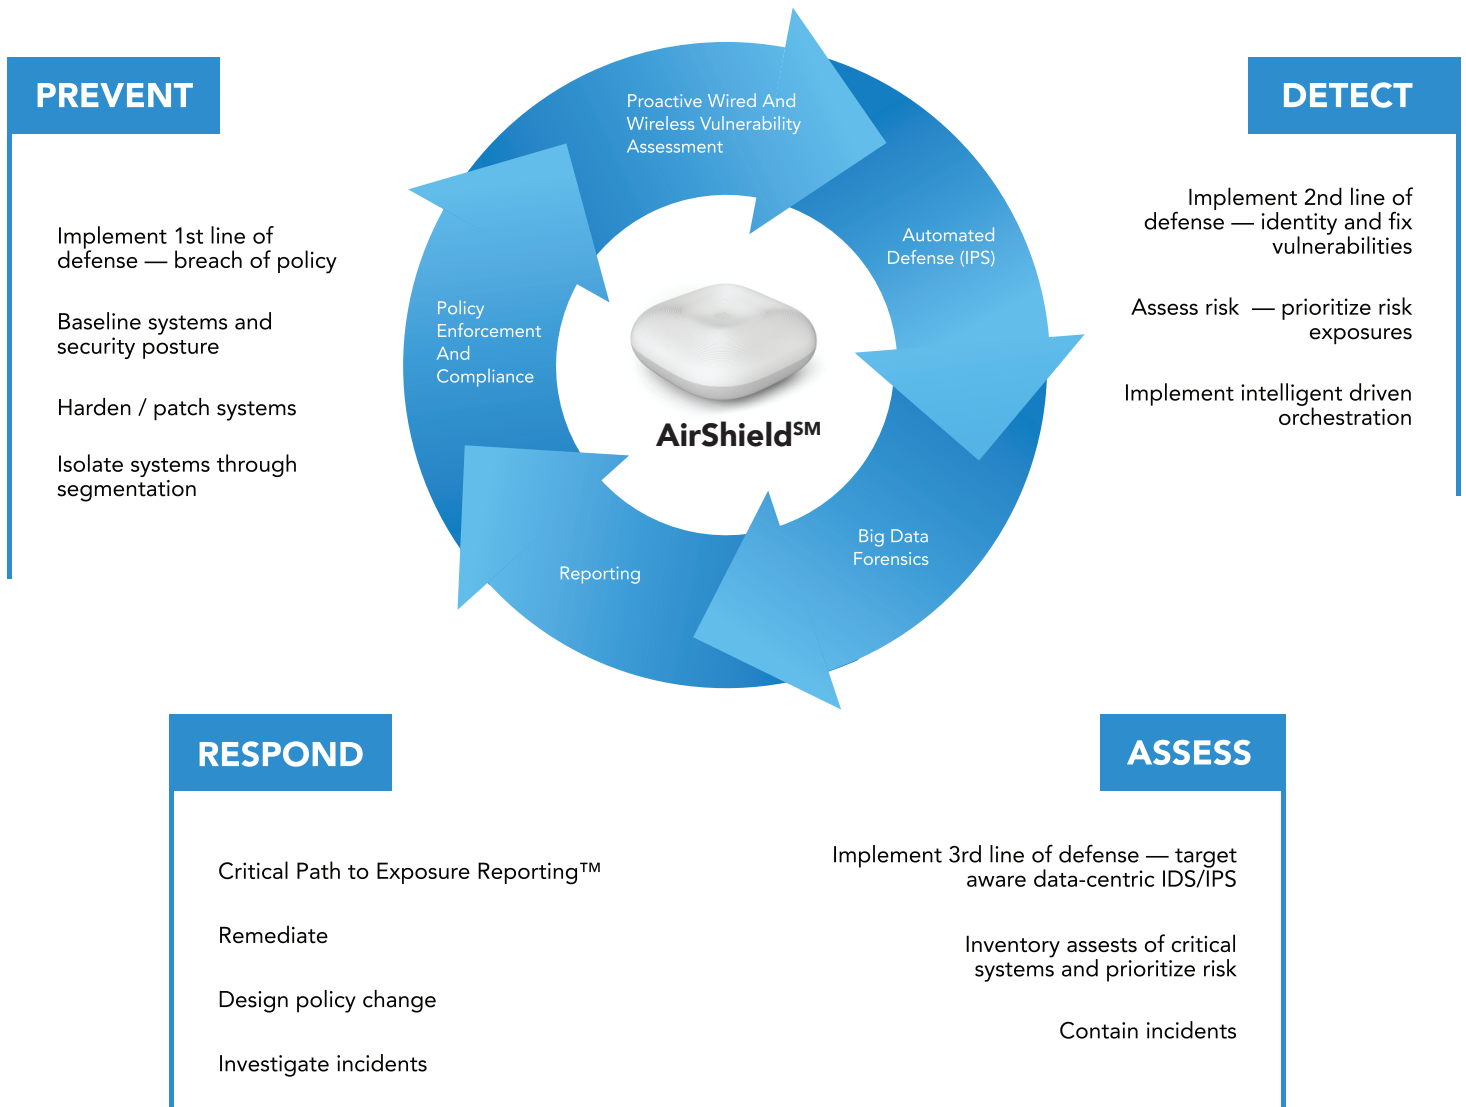 PREVENT
Implement 1st line of
defense — breach of policy
Baseline systems and
security posture
Harden / patch systems
Isolate systems through
segmentation
Proactive Wired And
Wireless Vulnerability
Assessment
Automated
Defense (IPS)
Big Data
Forensics
Reporting
Policy
Enforcement
And
Compliance
AirShield℠
DETECT
Implement 2nd line of
defense — identity and fix
vulnerabilities
Assess risk — prioritize risk
exposures
Implement intelligent driven
orchestration
RESPOND
Critical Path to Exposure Reporting™
Remediate
Design policy change
Investigate incidents
ASSESS
Implement 3rd line of defense — target
aware data-centric IDS/IPS
Inventory assests of critical
systems and prioritize risk
Contain incidents